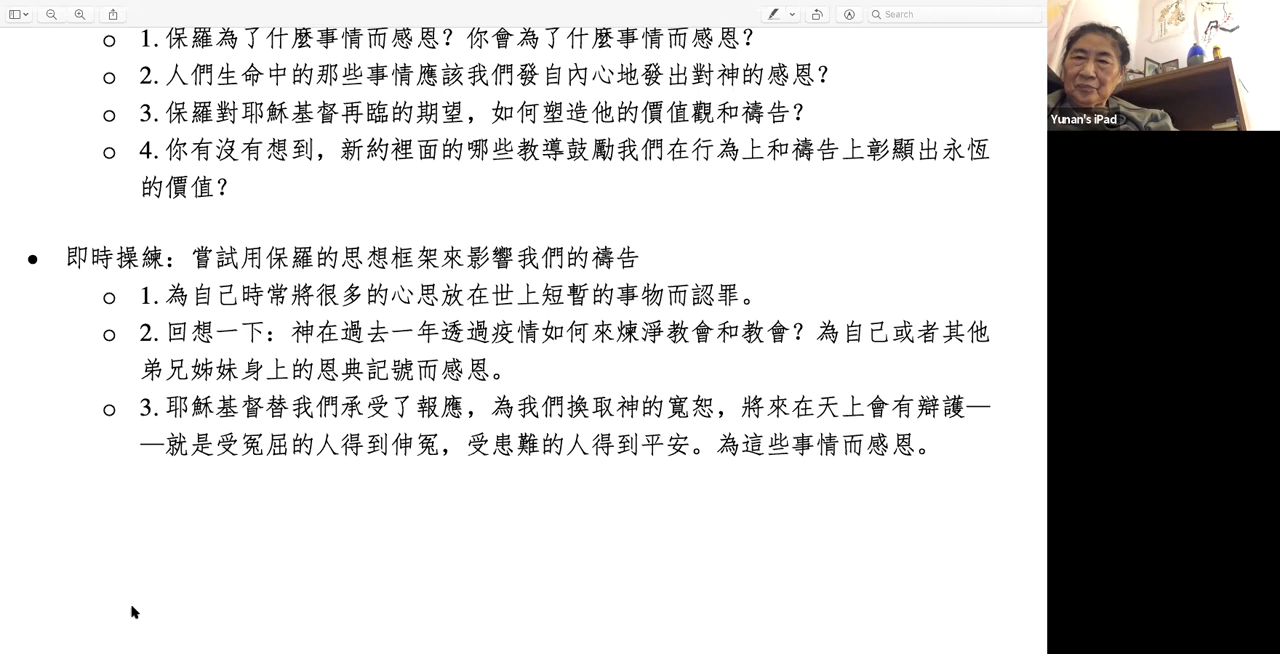 Search
1. 保羅為了什麼事情而感恩？你會為了什麼事情而感恩？
2. 人們生命中的那些事情應該我們發自內心地發出對神的感恩？
3. 保羅對耶穌基督再臨的期望，如何塑造他的價值觀和禱告？
4. 你有沒有想到，新約裡面的哪些教導鼓勵我們在行為上和禱告上彰顯出永恆
的價值？
即時操練：嘗試用保羅的思想框架來影響我們的禱告
1. 為自己時常將很多的心思放在世上短暫的事物而認罪。
2. 回想一下：神在過去一年透過疫情如何來煉淨教會和教會？為自己或者其他
弟兄姊妹身上的恩典記號而感恩。
3. 耶穌基督替我們承受了報應，為我們換取神的寬恕，將來在天上會有辯護—
—就是受冤屈的人得到伸冤，受患難的人得到平安。為這些事情而感恩。
Yunan's iPad